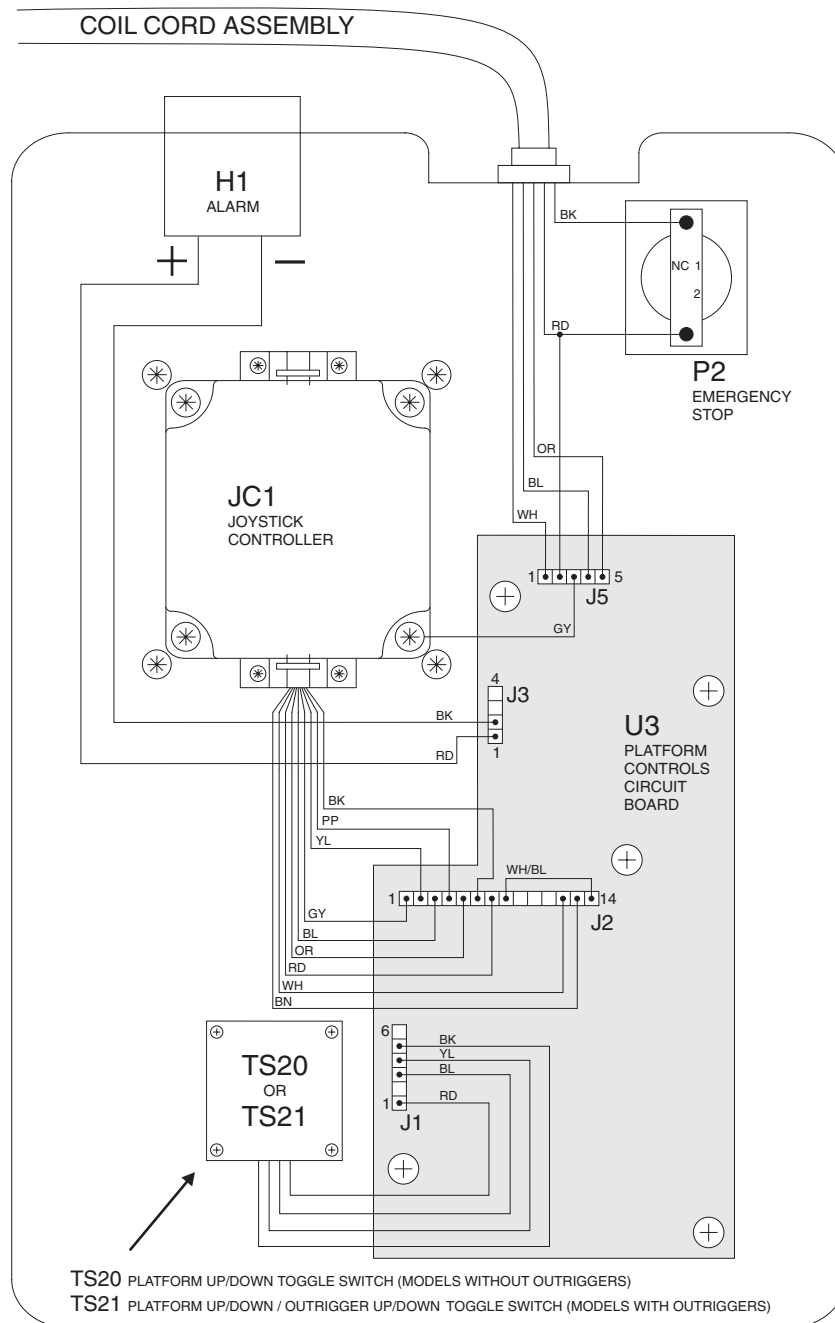 COIL CORD ASSEMBLY
H1
ALARM
+ −
BK
NC 1
2
RD
P2
EMERGENCY
STOP
OR
BL
WH
JC1
JOYSTICK
CONTROLLER
1 5
J5
GY
4
J3
BK
1
RD
U3
PLATFORM
CONTROLS
CIRCUIT
BOARD
BK
PP
YL
WH/BL
1 14
J2
GY
BL
OR
RD
WH
BN
6
BK
YL
BL
RD
1
J1
TS20
OR
TS21
TS20 PLATFORM UP/DOWN TOGGLE SWITCH (MODELS WITHOUT OUTRIGGERS)
TS21 PLATFORM UP/DOWN / OUTRIGGER UP/DOWN TOGGLE SWITCH (MODELS WITH OUTRIGGERS)